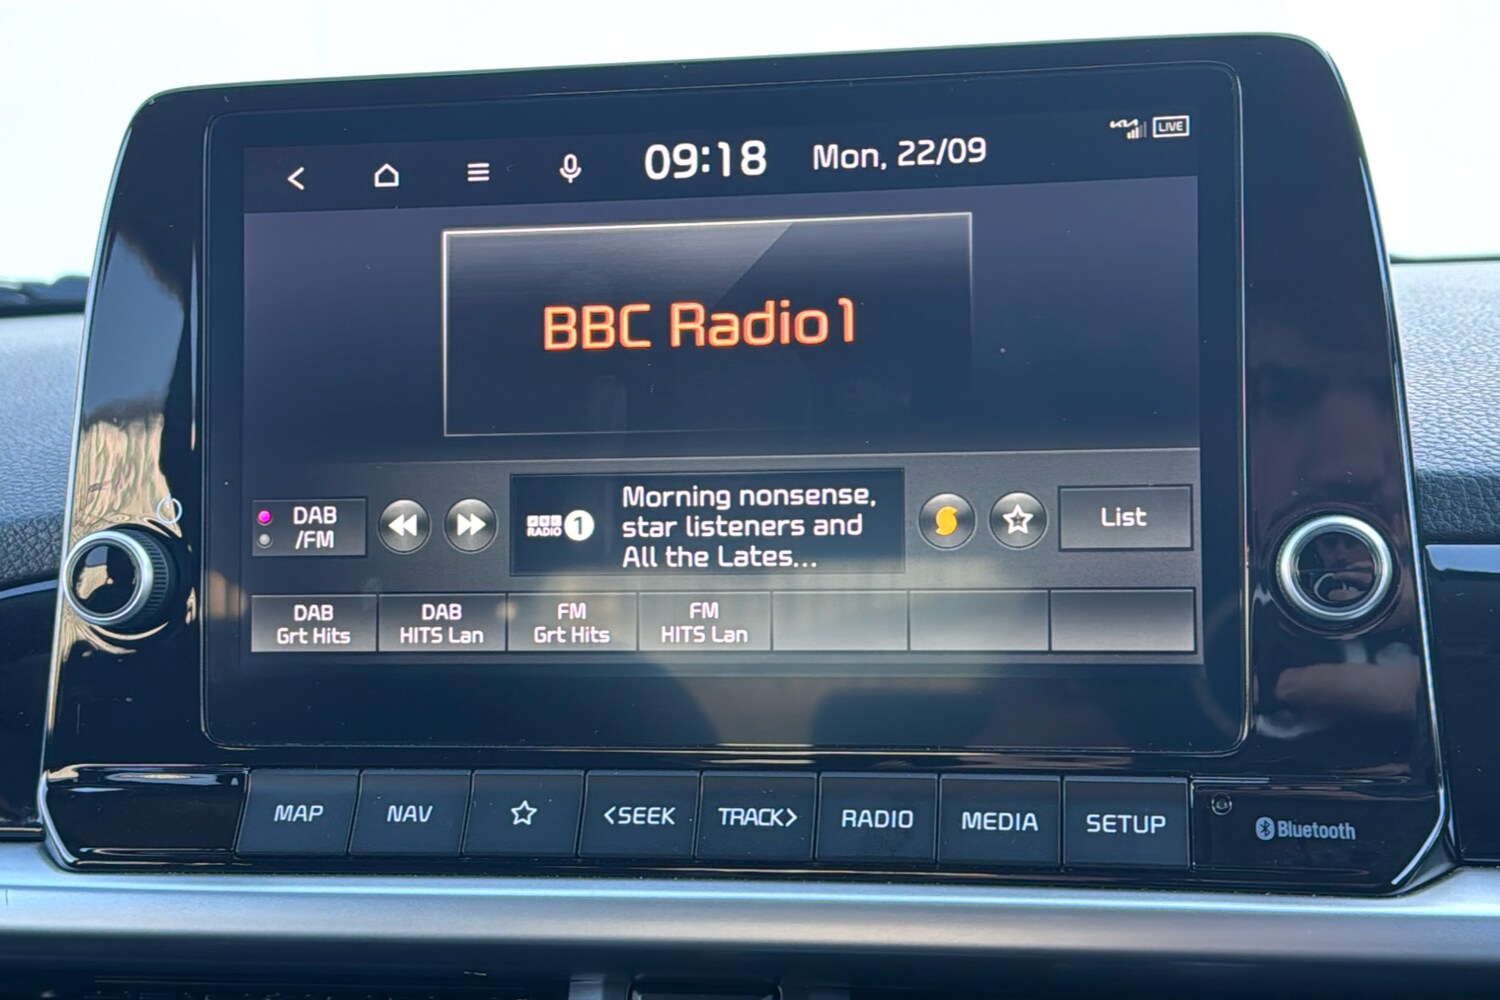 09:18 Mon, 22/09
KIA LIVE
BBC Radio1
DAB
/FM
BBC
RADIO 1
Morning nonsense,
star listeners and
All the Lates...
List
DAB
Grt Hits
DAB
HITS Lan
FM
Grt Hits
FM
HITS Lan
MAP NAV <SEEK TRACK> RADIO MEDIA SETUP
Bluetooth